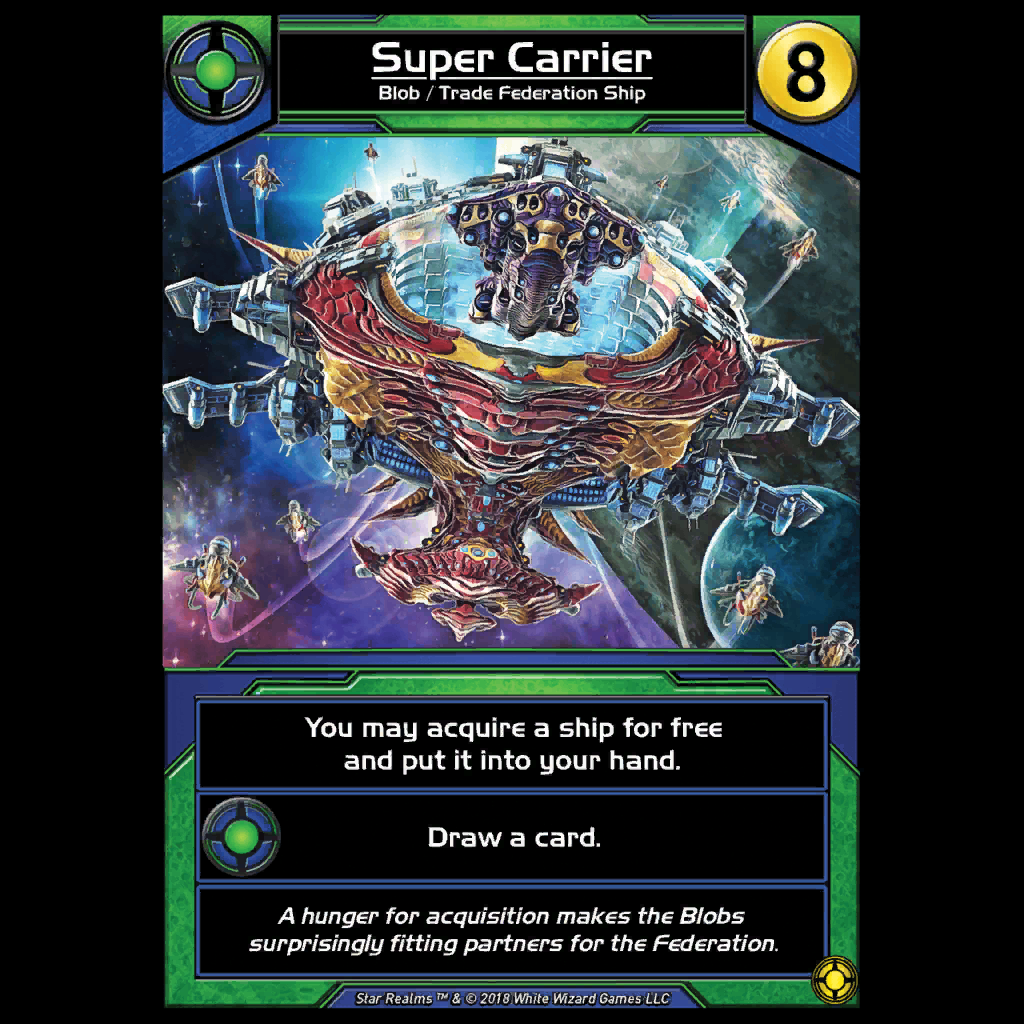 Super Carrier
8
Blob / Trade Federation Ship
You may acquire a ship for free
and put it into your hand.
Draw a card.
A hunger for acquisition makes the Blobs
surprisingly fitting partners for the Federation.
Star Realms ™ & © 2018 White Wizard Games LLC